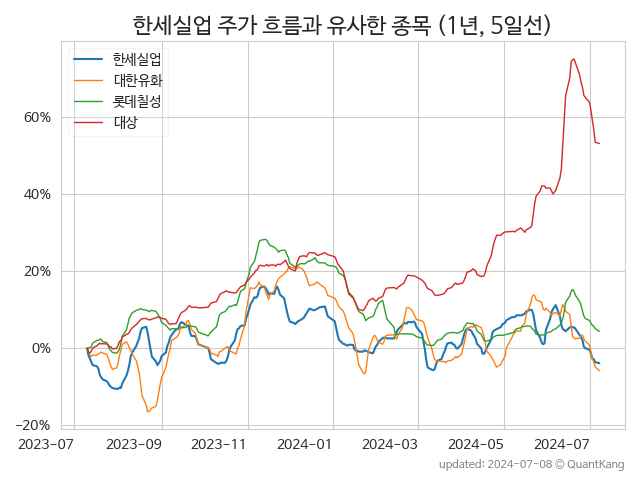 한세실업 주가 흐름과 유사한 종목 (1년, 5일선)
한세실업
대한유화
롯데칠성
대상
60%
40%
20%
0%
−20%
2023-07 2023-09 2023-11 2024-01 2024-03 2024-05 2024-07
updated: 2024-07-08 © QuantKang